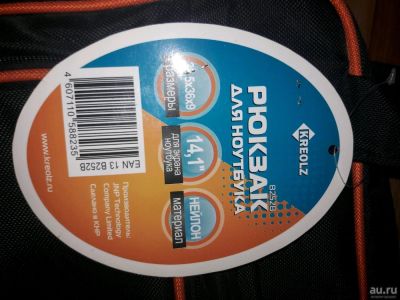 KREOLZ
РЮКЗАК
B252B
ДЛЯ НОУТБУКА
размеры
14,1"
для экрана
ноутбука
НЕЙЛОН
материал
4 607110 588235
EAN 13 B252B
www.kreolz.ru
Производитель:
JNP Technology
Company Limited
Сделано в КНР
au.ru